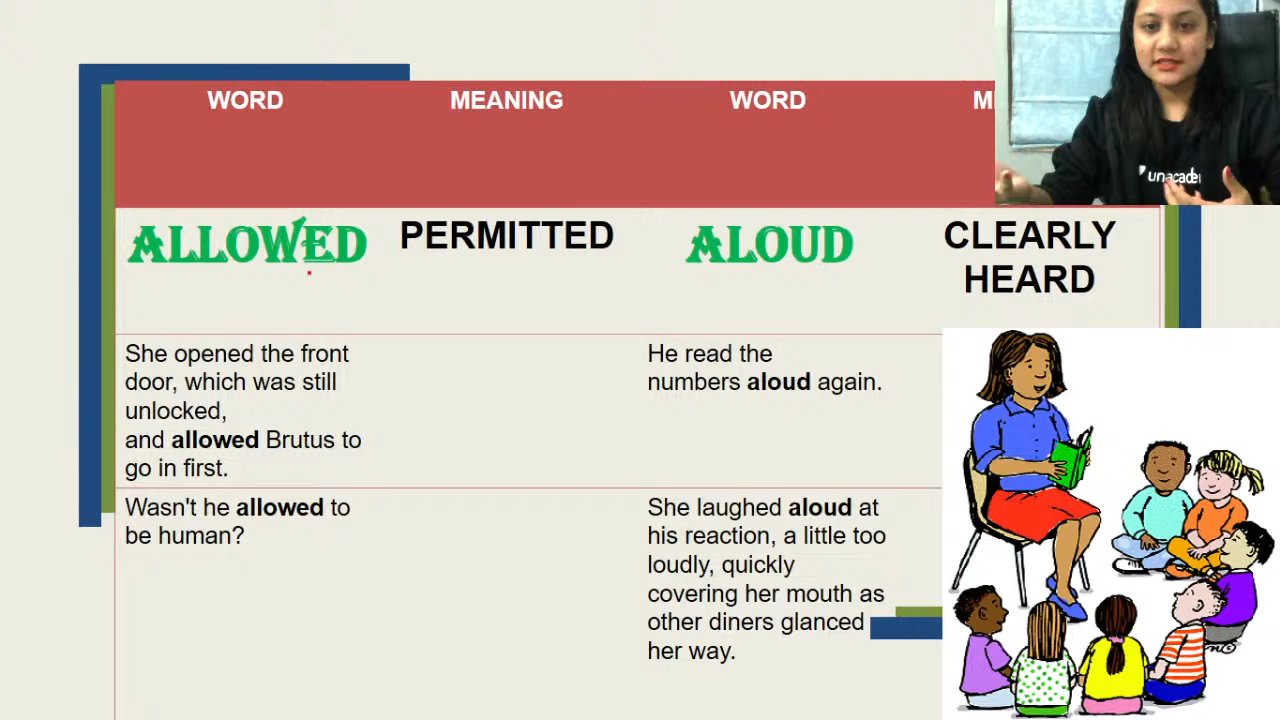 WORD
MEANING
WORD
ALLOWED
PERMITTED
ALOUD
CLEARLY
HEARD
She opened the front
door, which was still
unlocked,
and allowed Brutus to
go in first.
He read the
numbers aloud again.
Wasn't he allowed to
be human?
She laughed aloud at
his reaction, a little too
loudly, quickly
covering her mouth as
other diners glanced
her way.